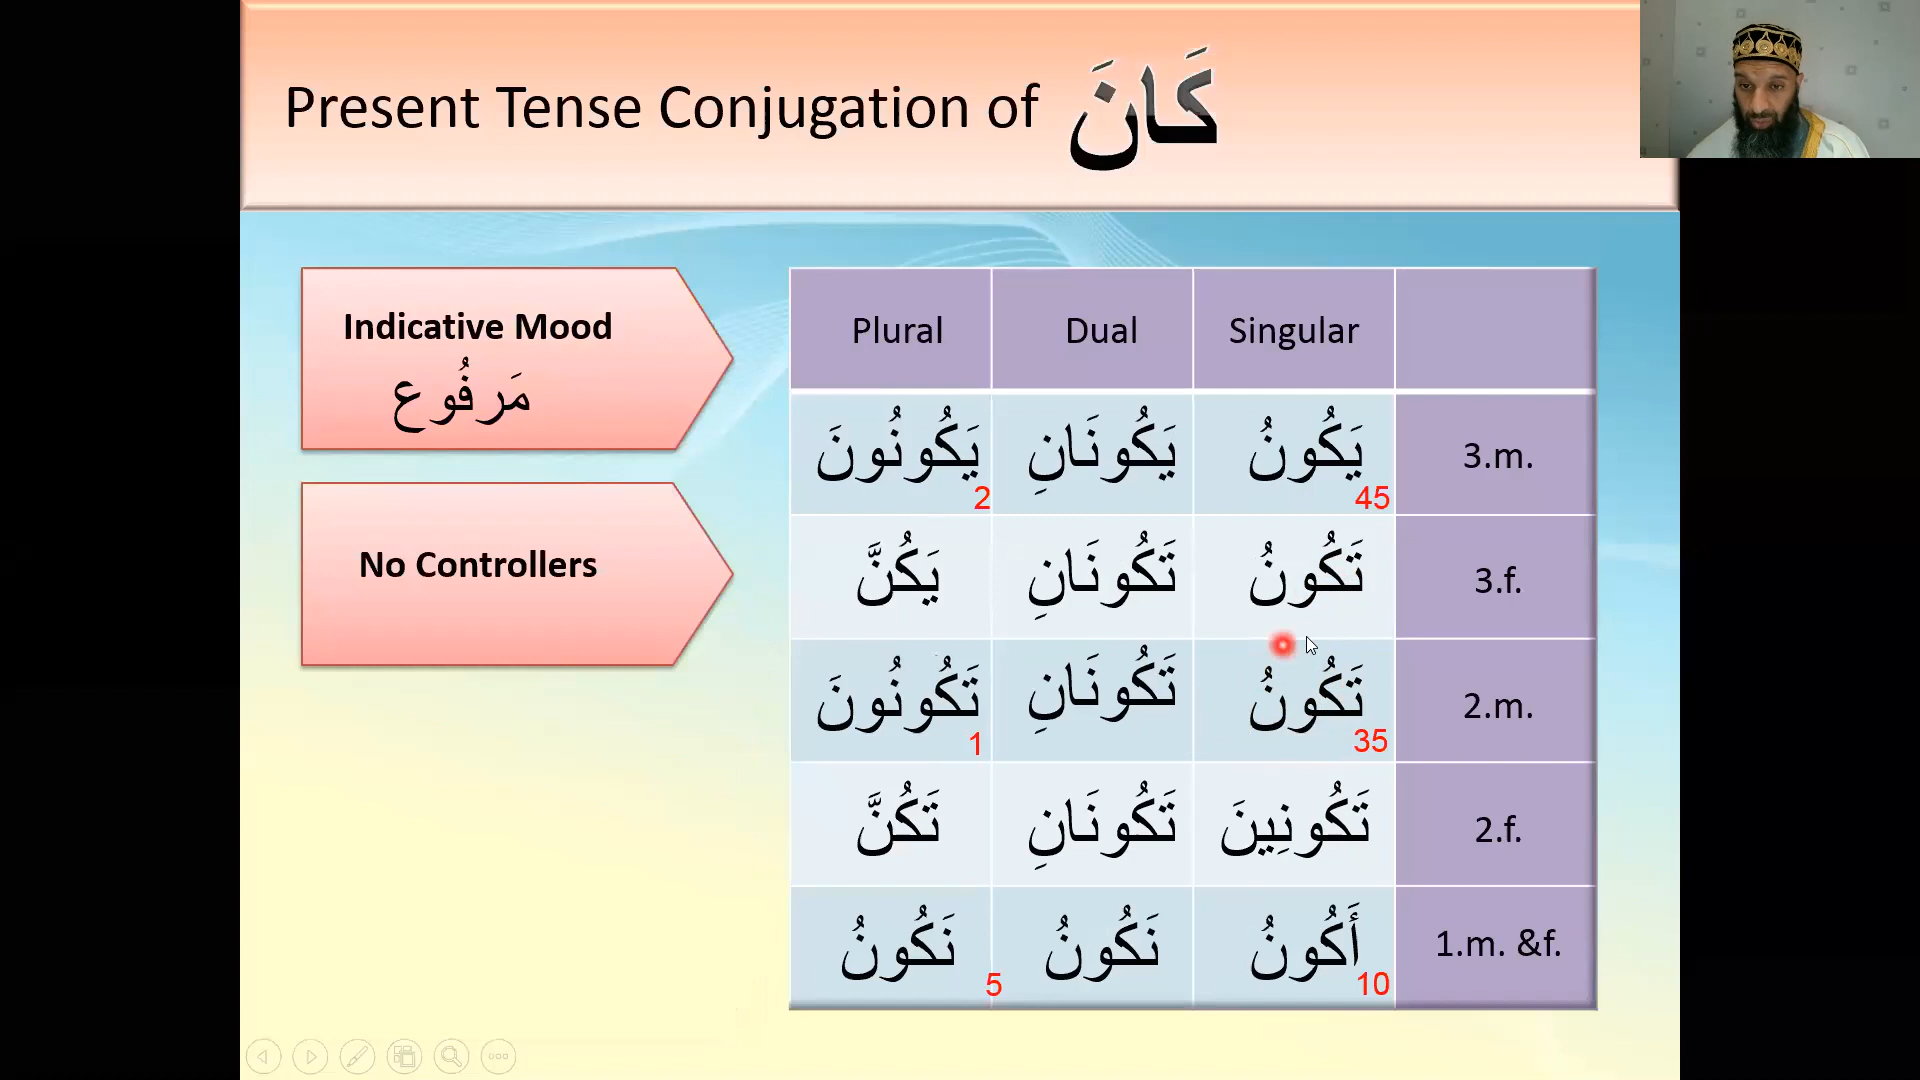 Present Tense Conjugation of كَانَ
Indicative Mood
مَرفُوع
No Controllers
Plural Dual Singular
يَكُونُونَ يَكُونَانِ يَكُونُ 3.m.
2 45
يَكُنَّ تَكُونَانِ تَكُونُ 3.f.
تَكُونُونَ تَكُونَانِ تَكُونُ 2.m.
1 35
تَكُنَّ تَكُونَانِ تَكُونِينَ 2.f.
نَكُونُ نَكُونُ أَكُونُ 1.m. &f.
5 10